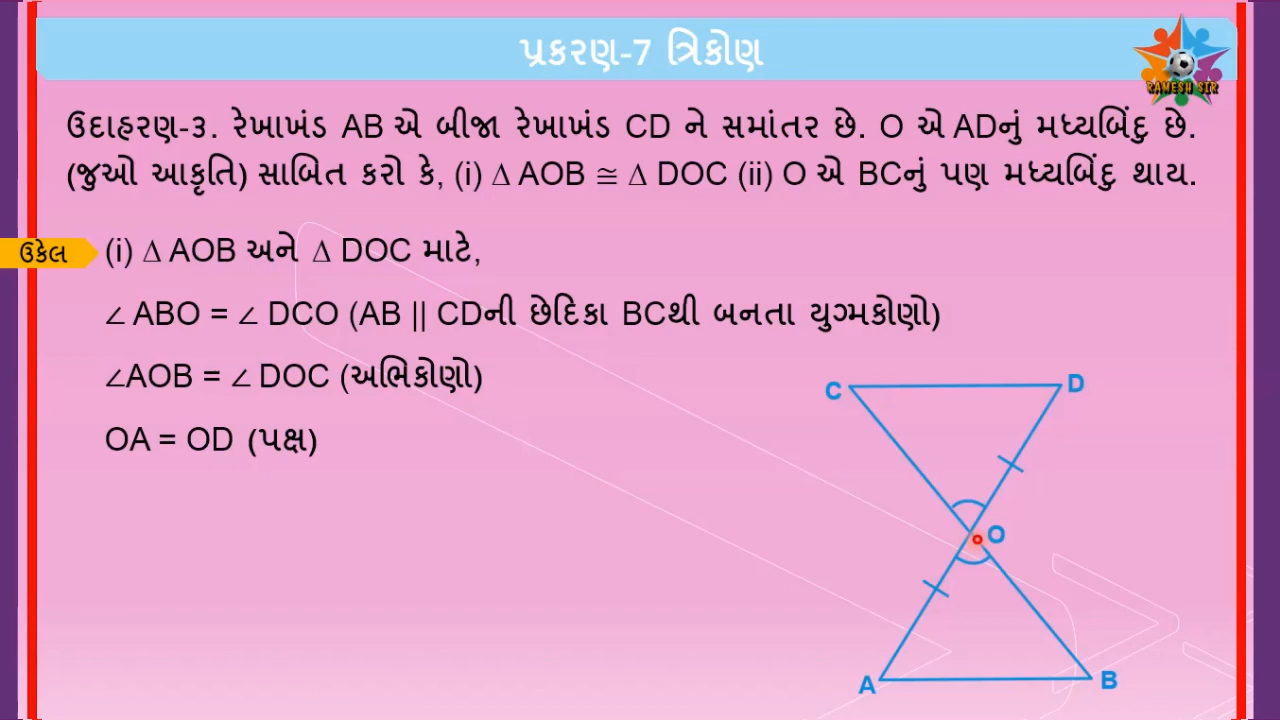 પ્રકરણ-7 ત્રિકોણ
RAMESH SIR
ઉદાહરણ-૩. રેખાખંડ AB એ બીજા રેખાખંડ CD ને સમાંતર છે. O એ ADનું મધ્યબિંદુ છે.
(જુઓ આકૃતિ) સાબિત કરો કે, (i) ∆ AOB ≅ ∆ DOC (ii) O એ BCનું પણ મધ્યબિંદુ થાય.
ઉકેલ
(i) ∆ AOB અને ∆ DOC માટે,
∠ ABO = ∠ DCO (AB || CDની છેદિકા BCથી બનતા યુગ્મકોણો)
∠AOB = ∠ DOC (અભિકોણો)
OA = OD (પક્ષ)
C
D
O
A
B